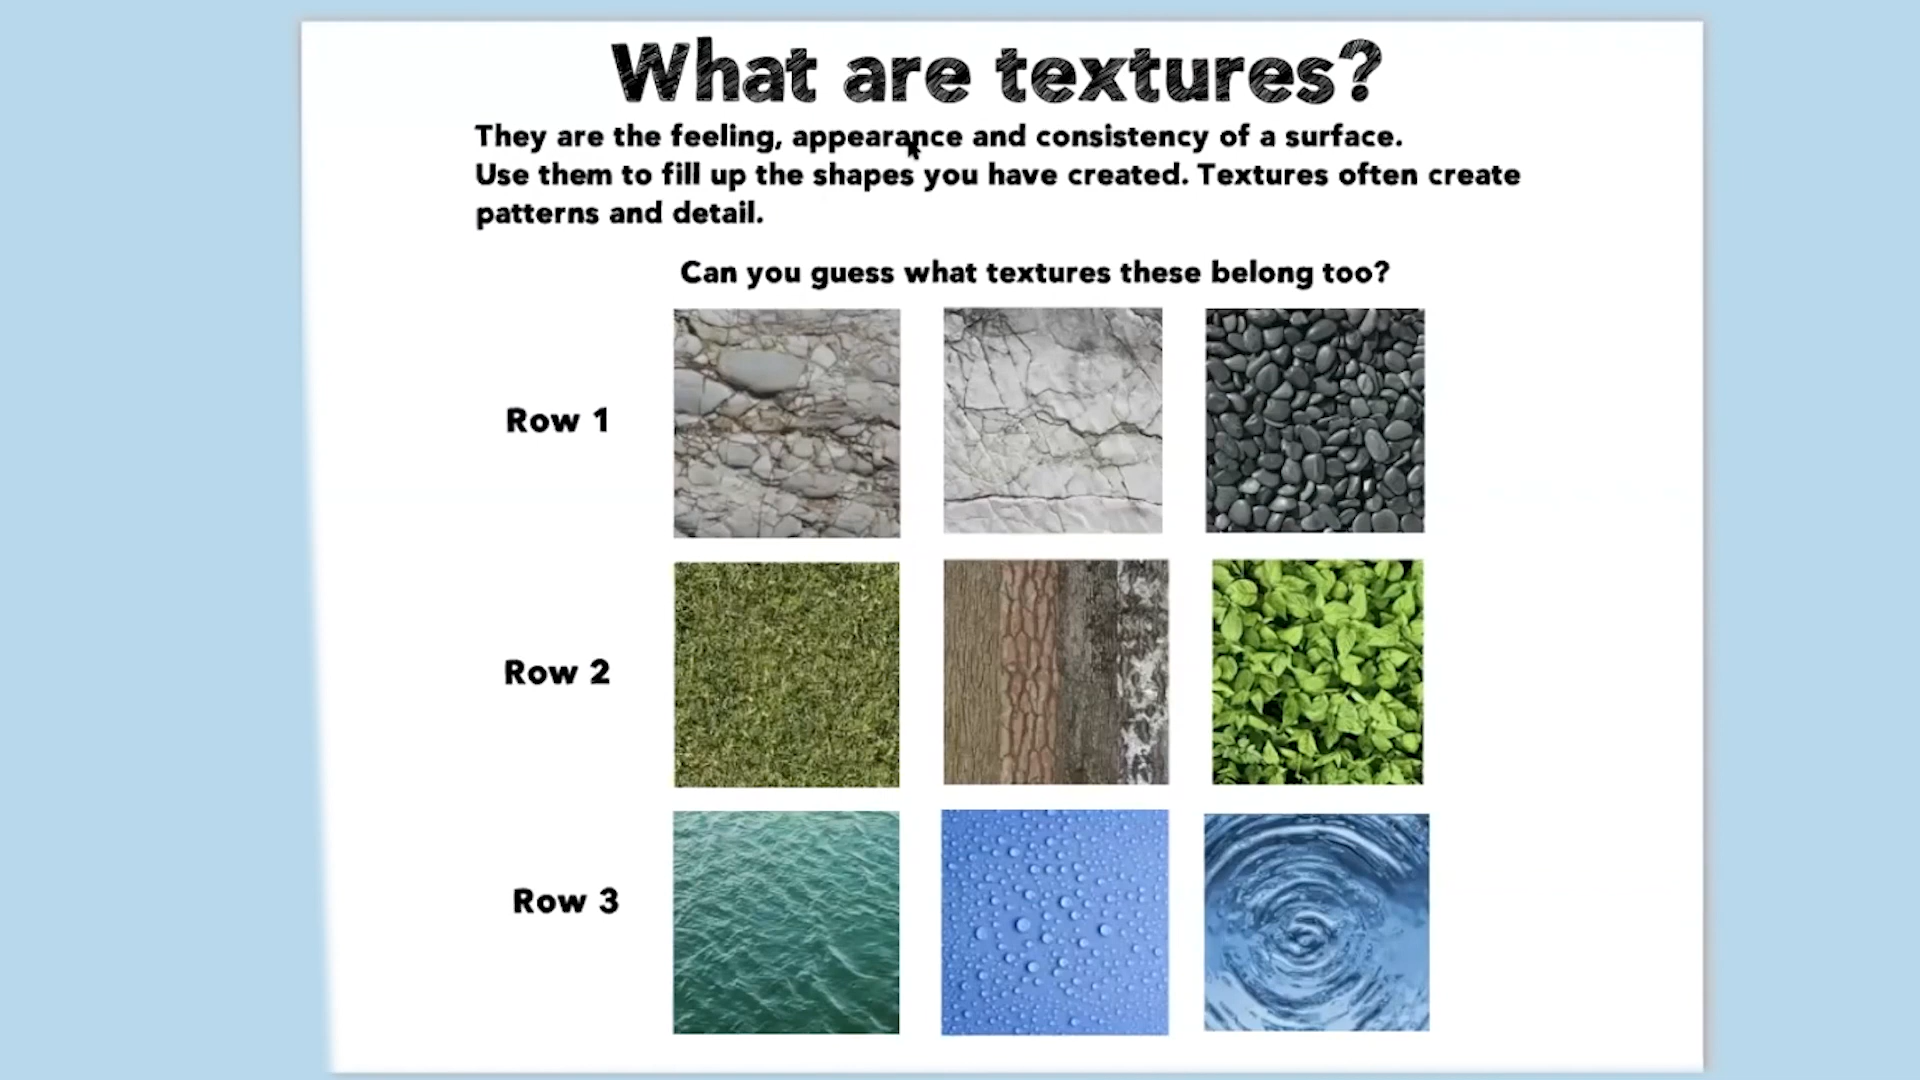 What are textures?
They are the feeling, appearance and consistency of a surface.
Use them to fill up the shapes you have created. Textures often create
patterns and detail.
Can you guess what textures these belong too?
Row 1
Row 2
Row 3